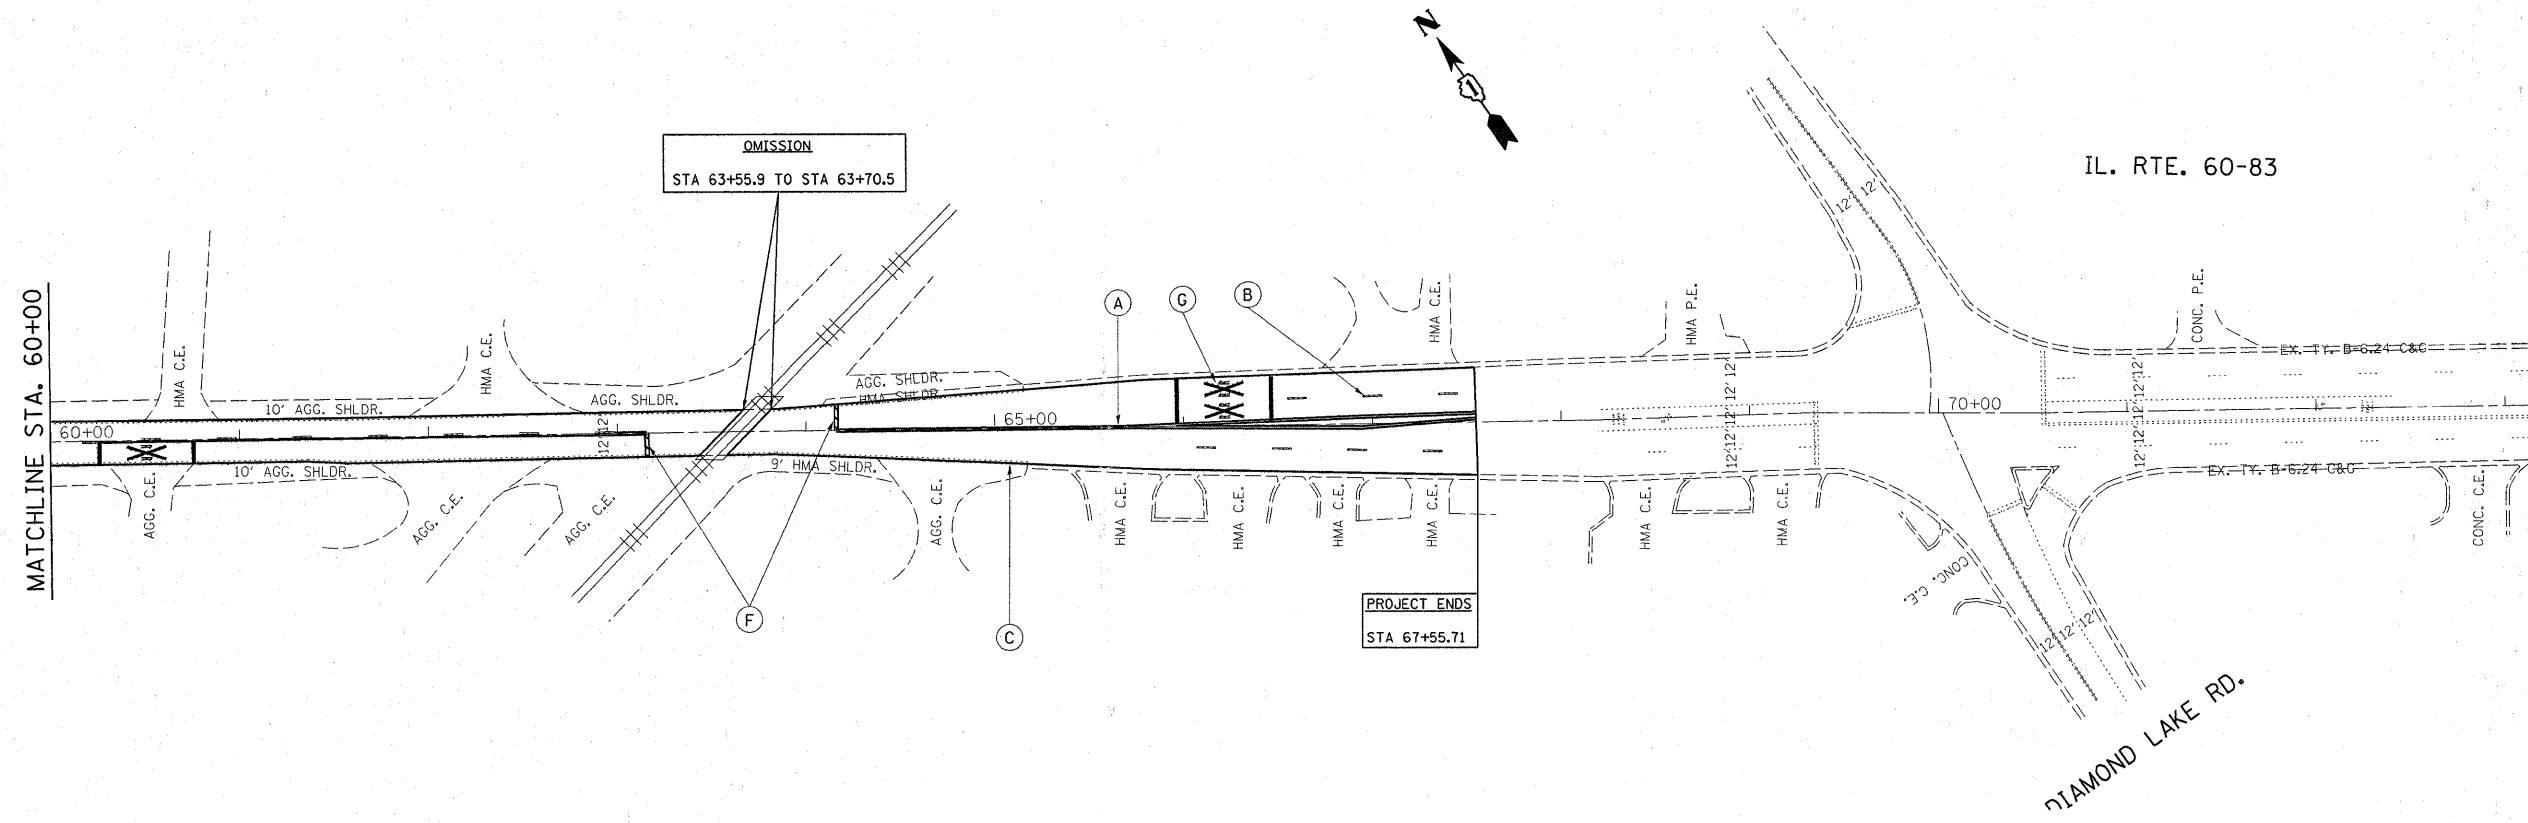 N
1
OMISSION
STA 63+55.9 TO STA 63+70.5
IL. RTE. 60-83
12' 12'
MATCHLINE STA. 60+00
HMA C.E.
HMA C.E.
A
G
B
HMA C.E.
HMA P.E.
CONC. P.E.
EX. TY. B-6.24 C&G
10' AGG. SHLDR.
AGG. SHLDR.
AGG. SHLDR.
HMA SHLDR.
60+00
12' 12'
65+00
12' 12' 12' 12'
70+00
12' 12' 12' 12'
10' AGG. SHLDR.
9' HMA SHLDR.
EX. TY. B-6.24 C&G
AGG. C.E.
AGG. C.E.
AGG. C.E.
AGG. C.E.
HMA C.E.
HMA C.E.
HMA C.E.
HMA C.E.
HMA C.E.
HMA C.E.
CONC. C.E.
CONC. C.E.
F
C
PROJECT ENDS
STA 67+55.71
12' 12' 12'
DIAMOND LAKE RD.